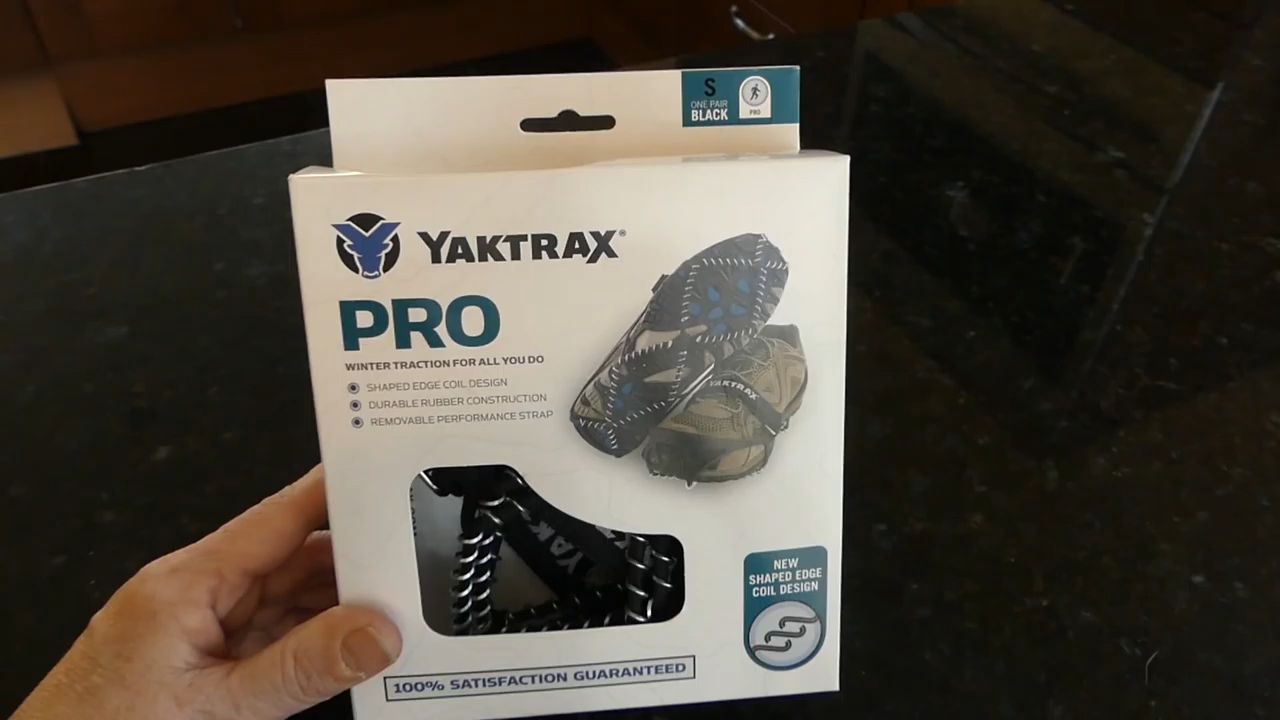 S
ONE PAIR
BLACK
PRO
YAKTRAX®
PRO
WINTER TRACTION FOR ALL YOU DO
SHAPED EDGE COIL DESIGN
DURABLE RUBBER CONSTRUCTION
REMOVABLE PERFORMANCE STRAP
YAKTRAX
YAK
NEW
SHAPED EDGE
COIL DESIGN
100% SATISFACTION GUARANTEED